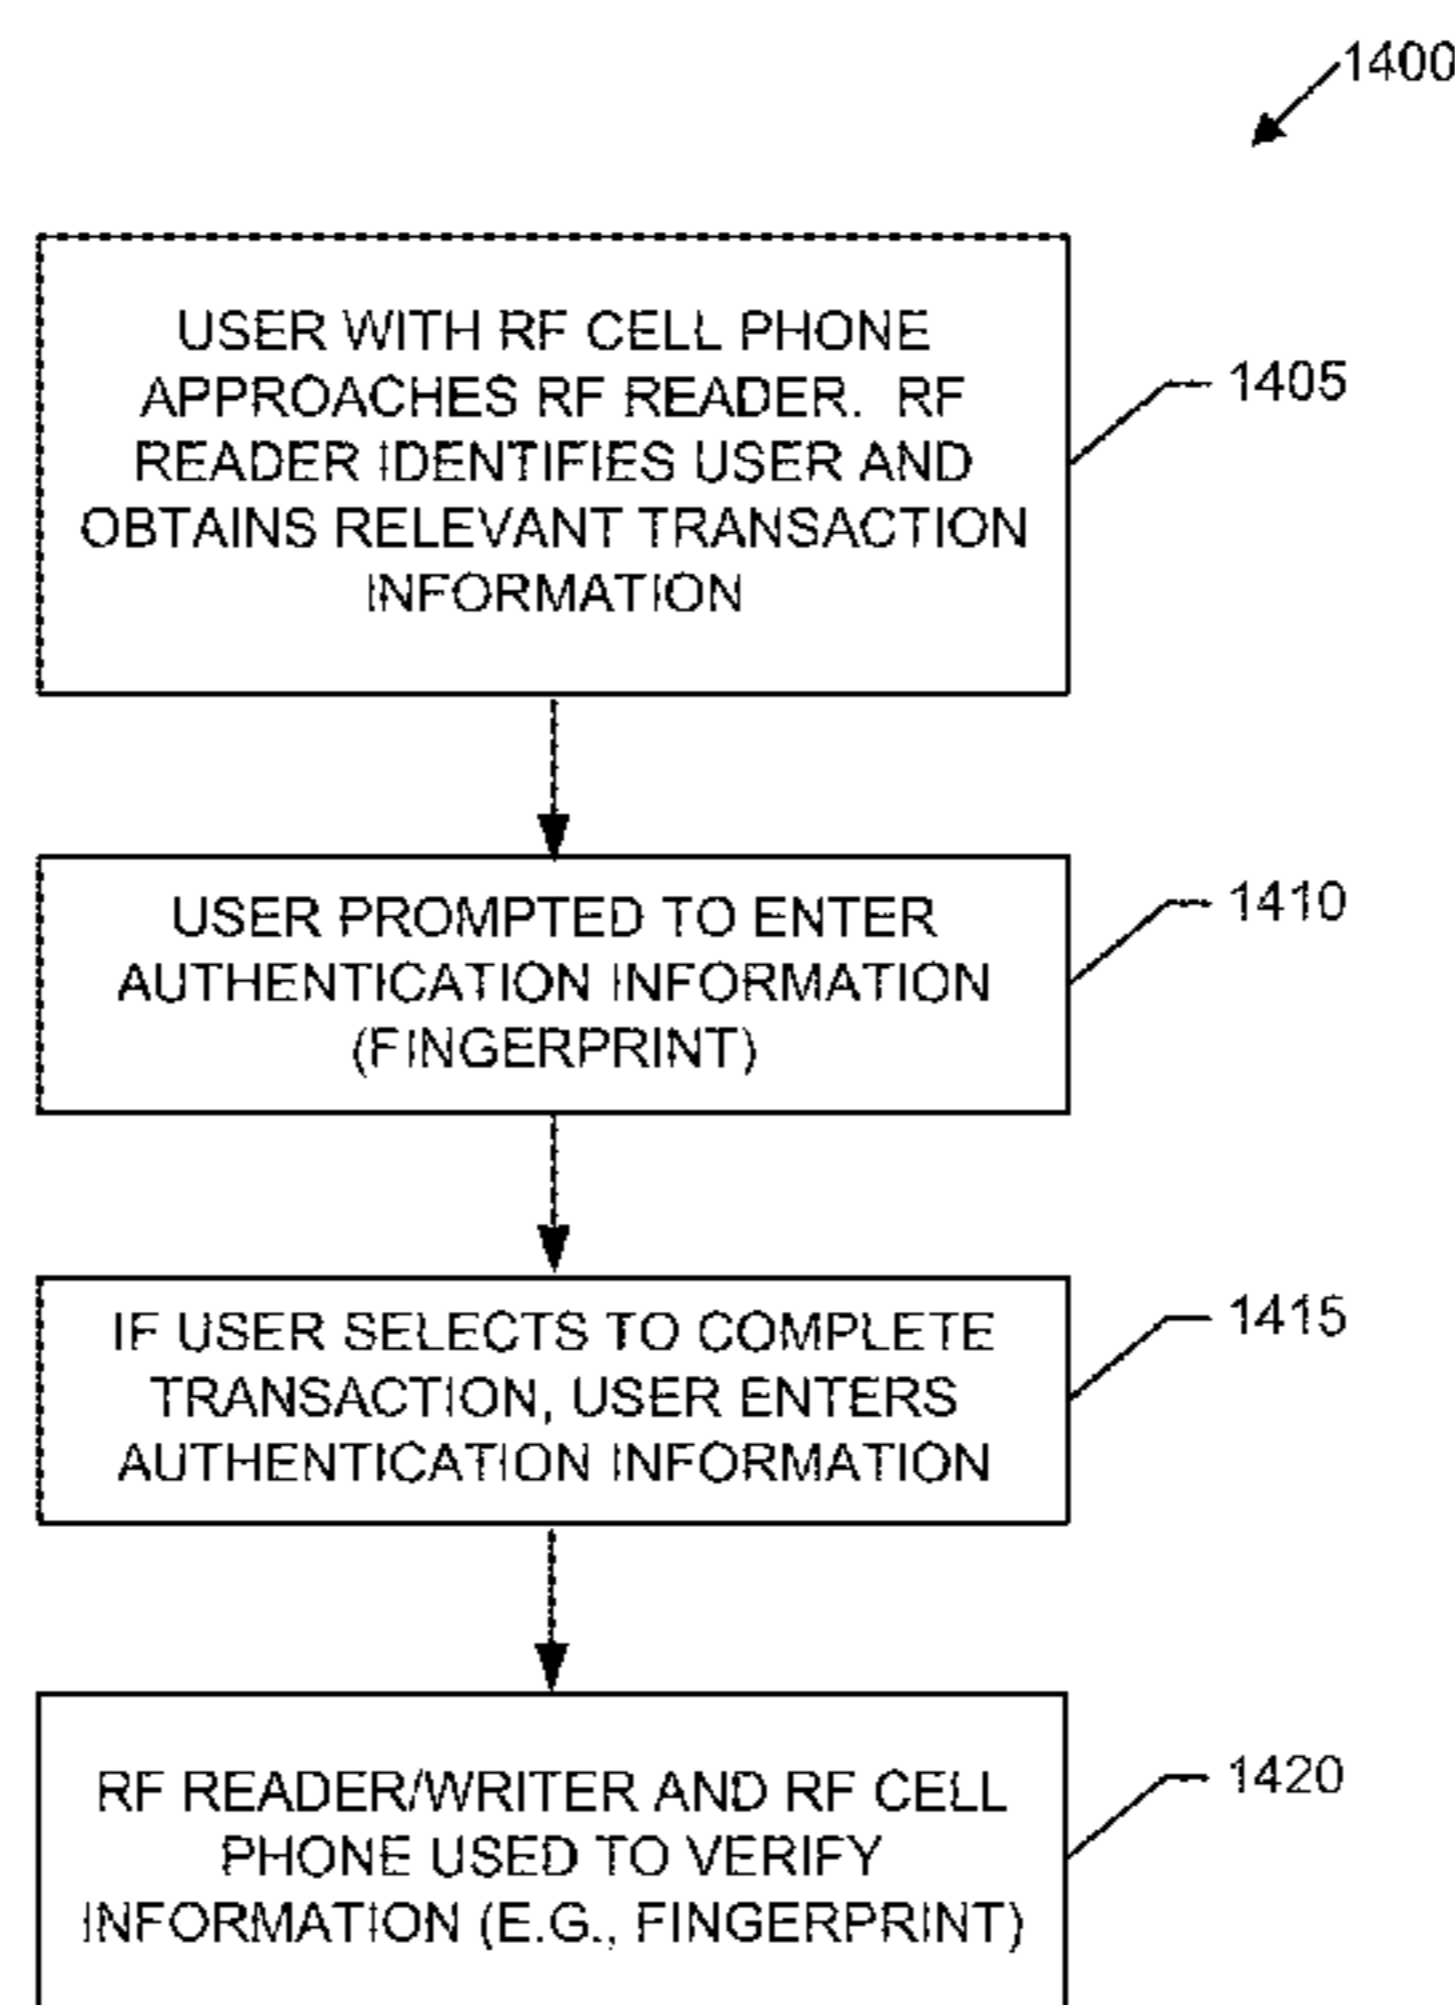 1400
USER WITH RF CELL PHONE
APPROACHES RF READER. RF
READER IDENTIFIES USER AND
OBTAINS RELEVANT TRANSACTION
INFORMATION
1405
USER PROMPTED TO ENTER
AUTHENTICATION INFORMATION
(FINGERPRINT)
1410
IF USER SELECTS TO COMPLETE
TRANSACTION, USER ENTERS
AUTHENTICATION INFORMATION
1415
RF READER/WRITER AND RF CELL
PHONE USED TO VERIFY
INFORMATION (E.G., FINGERPRINT)
1420